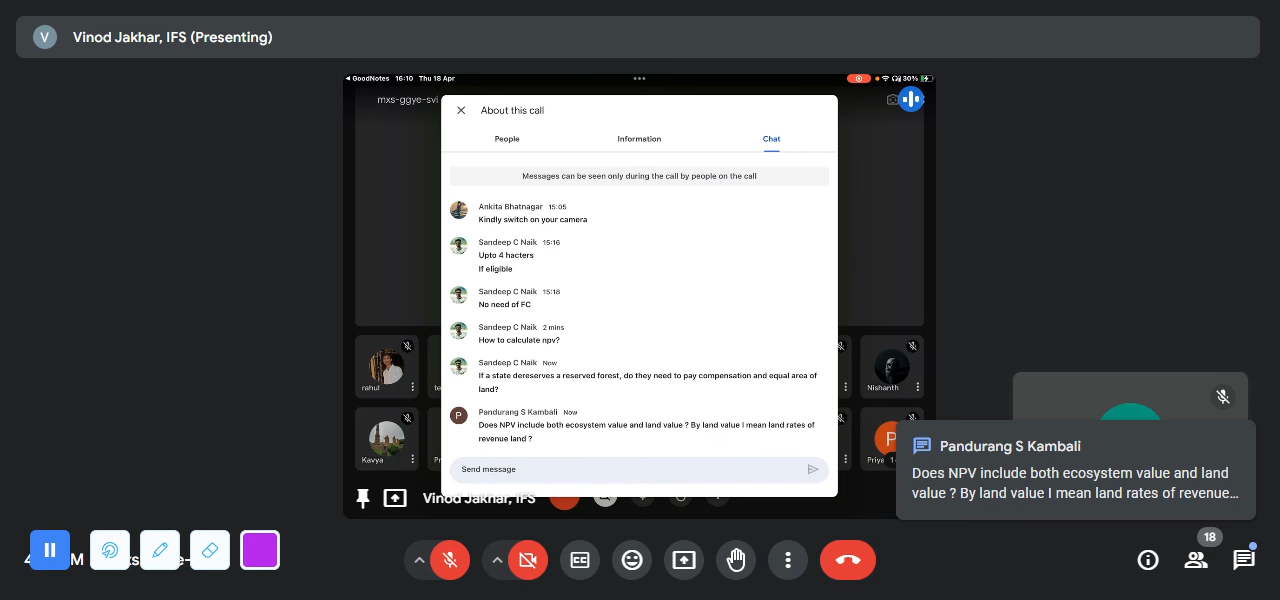 V
Vinod Jakhar, IFS (Presenting)
GoodNotes 16:10 Thu 18 Apr
30%
mxs-ggye-svi
About this call
People
Information
Chat
Messages can be seen only during the call by people on the call
Ankita Bhatnagar 15:05
Kindly switch on your camera
Sandeep C Naik 15:16
Upto 4 hacters
If eligible
Sandeep C Naik 15:18
No need of FC
Sandeep C Naik 2 mins
How to calculate npv?
Sandeep C Naik Now
If a state dereserves a reserved forest, do they need to pay compensation and equal area of
land?
P
Pandurang S Kambali Now
Does NPV include both ecosystem value and land value ? By land value I mean land rates of
revenue land ?
Send message
rahul
te
Nishanth
Kavya
Pr
P
Priya
Vinod Jakhar, IFS
Pandurang S Kambali
Does NPV include both ecosystem value and land
value ? By land value I mean land rates of revenue...
M
CC
18